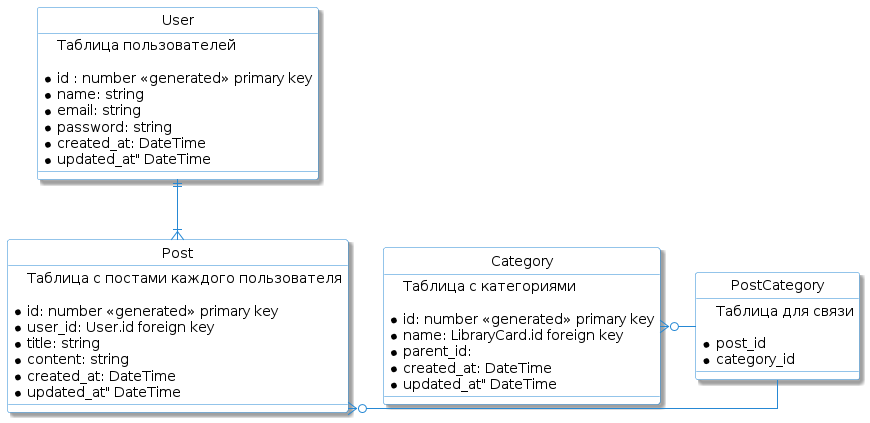 User
Таблица пользователей
id : number «generated» primary key
name: string
email: string
password: string
created_at: DateTime
updated_at" DateTime
Post
Таблица с постами каждого пользователя
id: number «generated» primary key
user_id: User.id foreign key
title: string
content: string
created_at: DateTime
updated_at" DateTime
Category
Таблица с категориями
id: number «generated» primary key
name: LibraryCard.id foreign key
parent_id:
created_at: DateTime
updated_at" DateTime
PostCategory
Таблица для связи
post_id
category_id